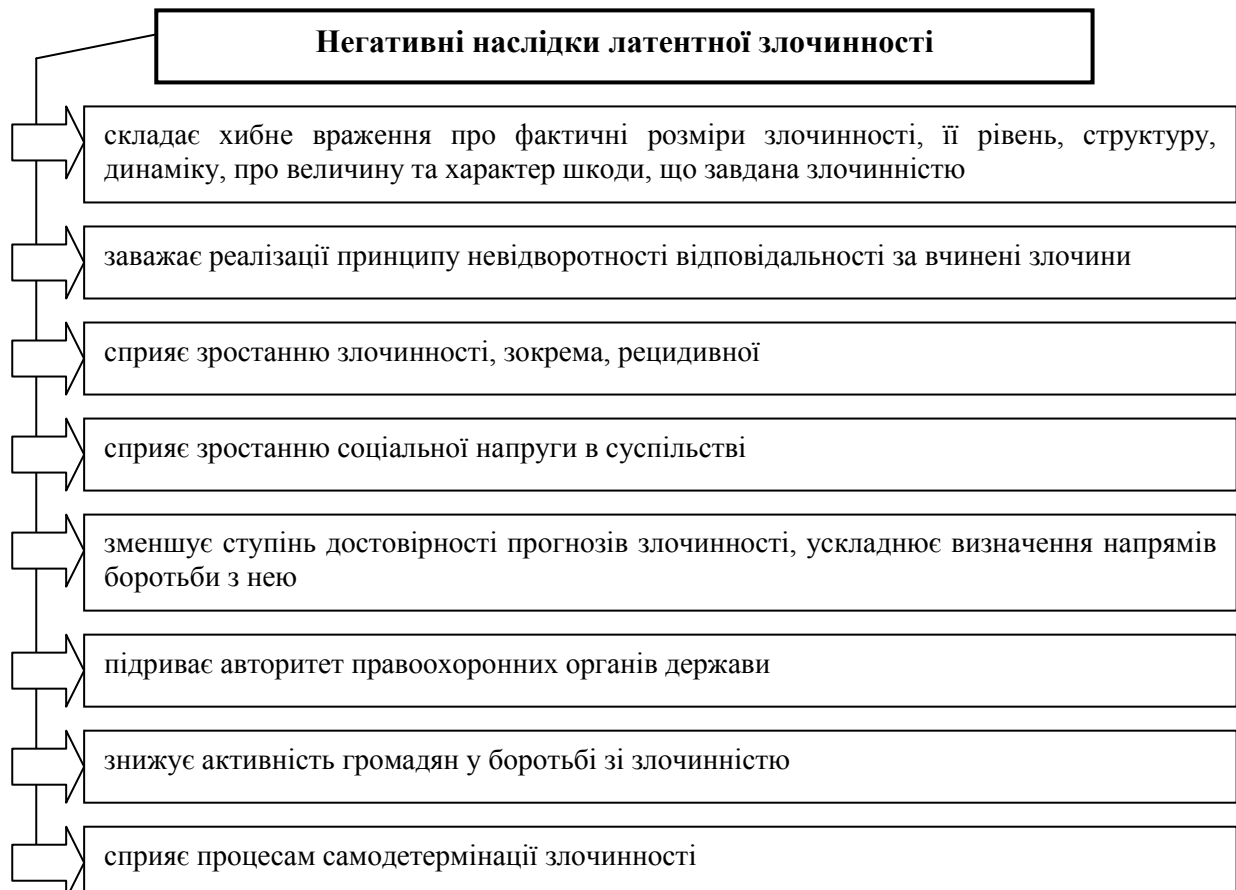 Негативні наслідки латентної злочинності
складає хибне враження про фактичні розміри злочинності, її рівень, структуру,
динаміку, про величину та характер шкоди, що завдана злочинністю
заважає реалізації принципу невідворотності відповідальності за вчинені злочини
сприяє зростанню злочинності, зокрема, рецидивної
сприяє зростанню соціальної напруги в суспільстві
зменшує ступінь достовірності прогнозів злочинності, ускладнює визначення напрямів
боротьби з нею
підриває авторитет правоохоронних органів держави
знижує активність громадян у боротьбі зі злочинністю
сприяє процесам самодетермінації злочинності